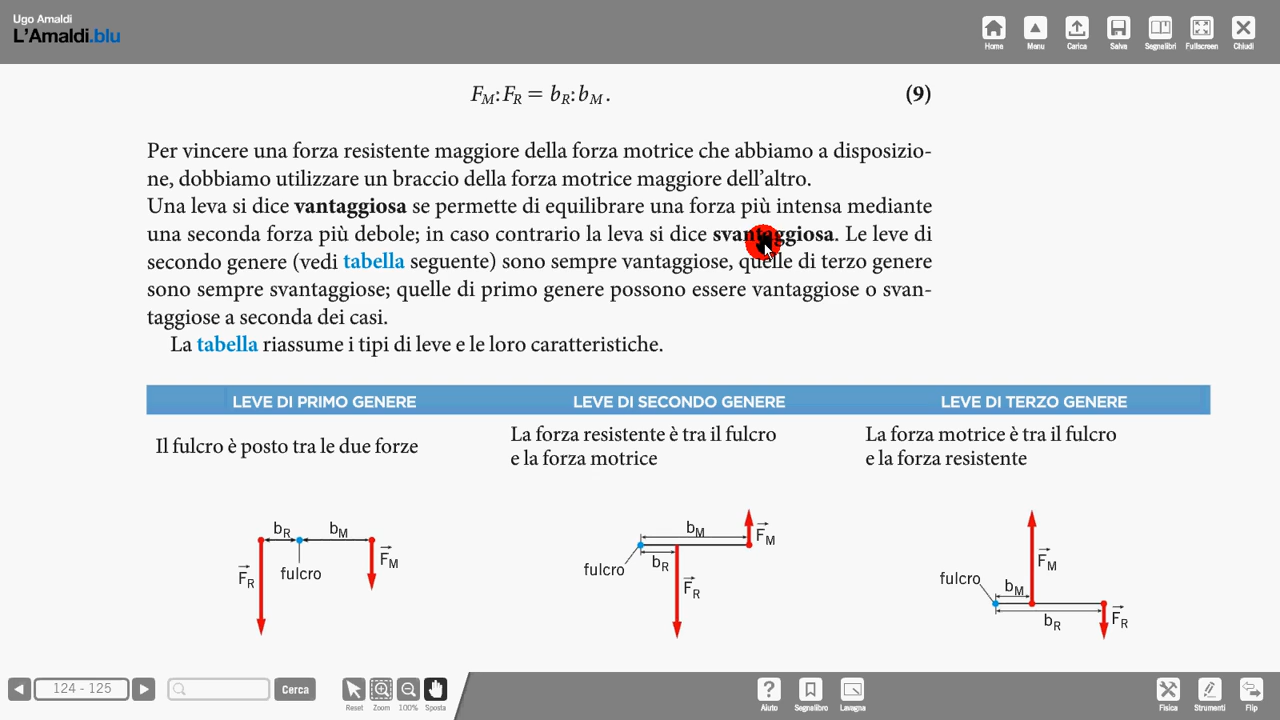 Ugo Amaldi
L'Amaldi.blu
Home Menu Carica Salva Segnalibri Fullscreen Chiudi
F_M : F_R = b_R : b_M . (9)
Per vincere una forza resistente maggiore della forza motrice che abbiamo a disposizio-
ne, dobbiamo utilizzare un braccio della forza motrice maggiore dell'altro.
Una leva si dice vantaggiosa se permette di equilibrare una forza più intensa mediante
una seconda forza più debole; in caso contrario la leva si dice svantaggiosa. Le leve di
secondo genere (vedi tabella seguente) sono sempre vantaggiose, quelle di terzo genere
sono sempre svantaggiose; quelle di primo genere possono essere vantaggiose o svan-
taggiose a seconda dei casi.
La tabella riassume i tipi di leve e le loro caratteristiche.
LEVE DI PRIMO GENERE LEVE DI SECONDO GENERE LEVE DI TERZO GENERE
Il fulcro è posto tra le due forze
La forza resistente è tra il fulcro
e la forza motrice
La forza motrice è tra il fulcro
e la forza resistente
b_R b_M
F_R fulcro F_M
b_M F_M
fulcro b_R
F_R
F_M
fulcro b_M
b_R F_R
124 - 125 Cerca
Reset Zoom 100% Sposta
Aiuto Segnalibro Lavagna
Fisica Strumenti Flip